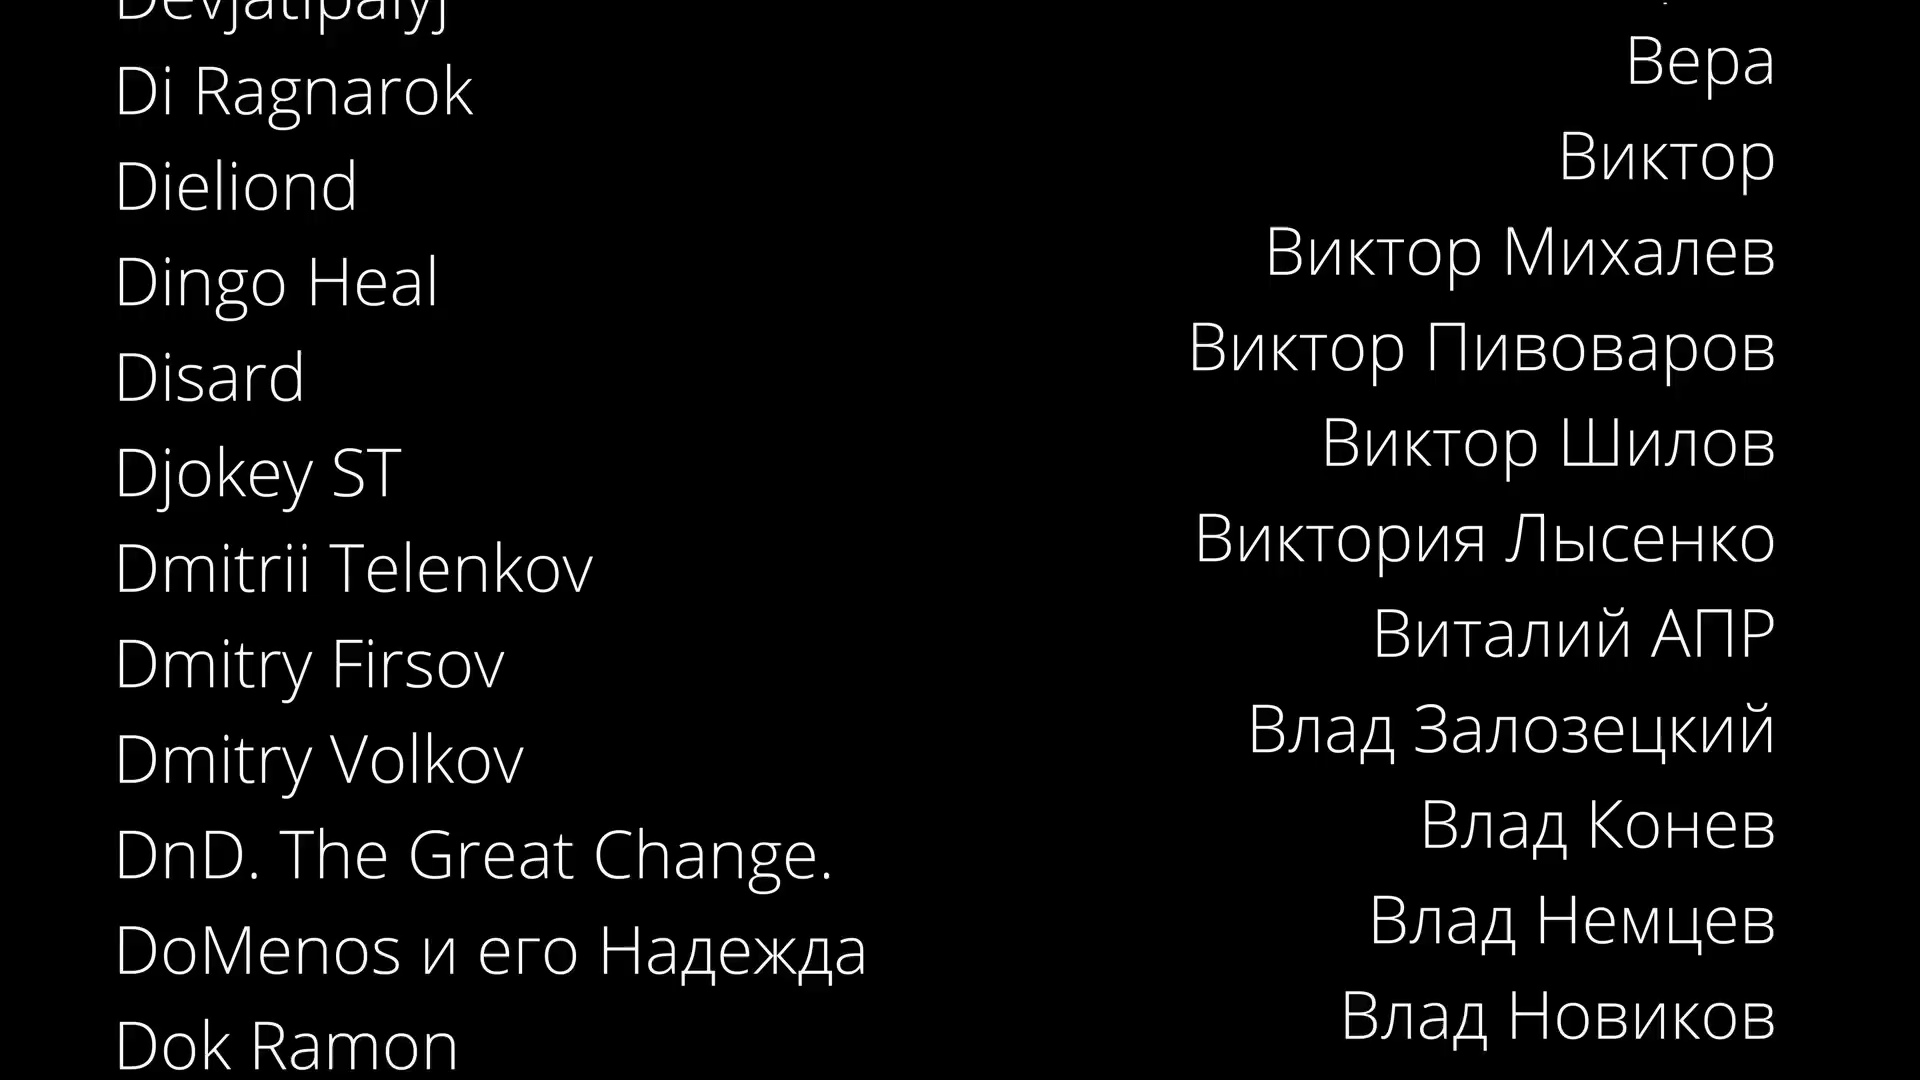 Devjatipalyj
Di Ragnarok
Dieliond
Dingo Heal
Disard
Djokey ST
Dmitrii Telenkov
Dmitry Firsov
Dmitry Volkov
DnD. The Great Change.
DoMenos и его Надежда
Dok Ramon
Вера
Виктор
Виктор Михалев
Виктор Пивоваров
Виктор Шилов
Виктория Лысенко
Виталий АПР
Влад Залозецкий
Влад Конев
Влад Немцев
Влад Новиков